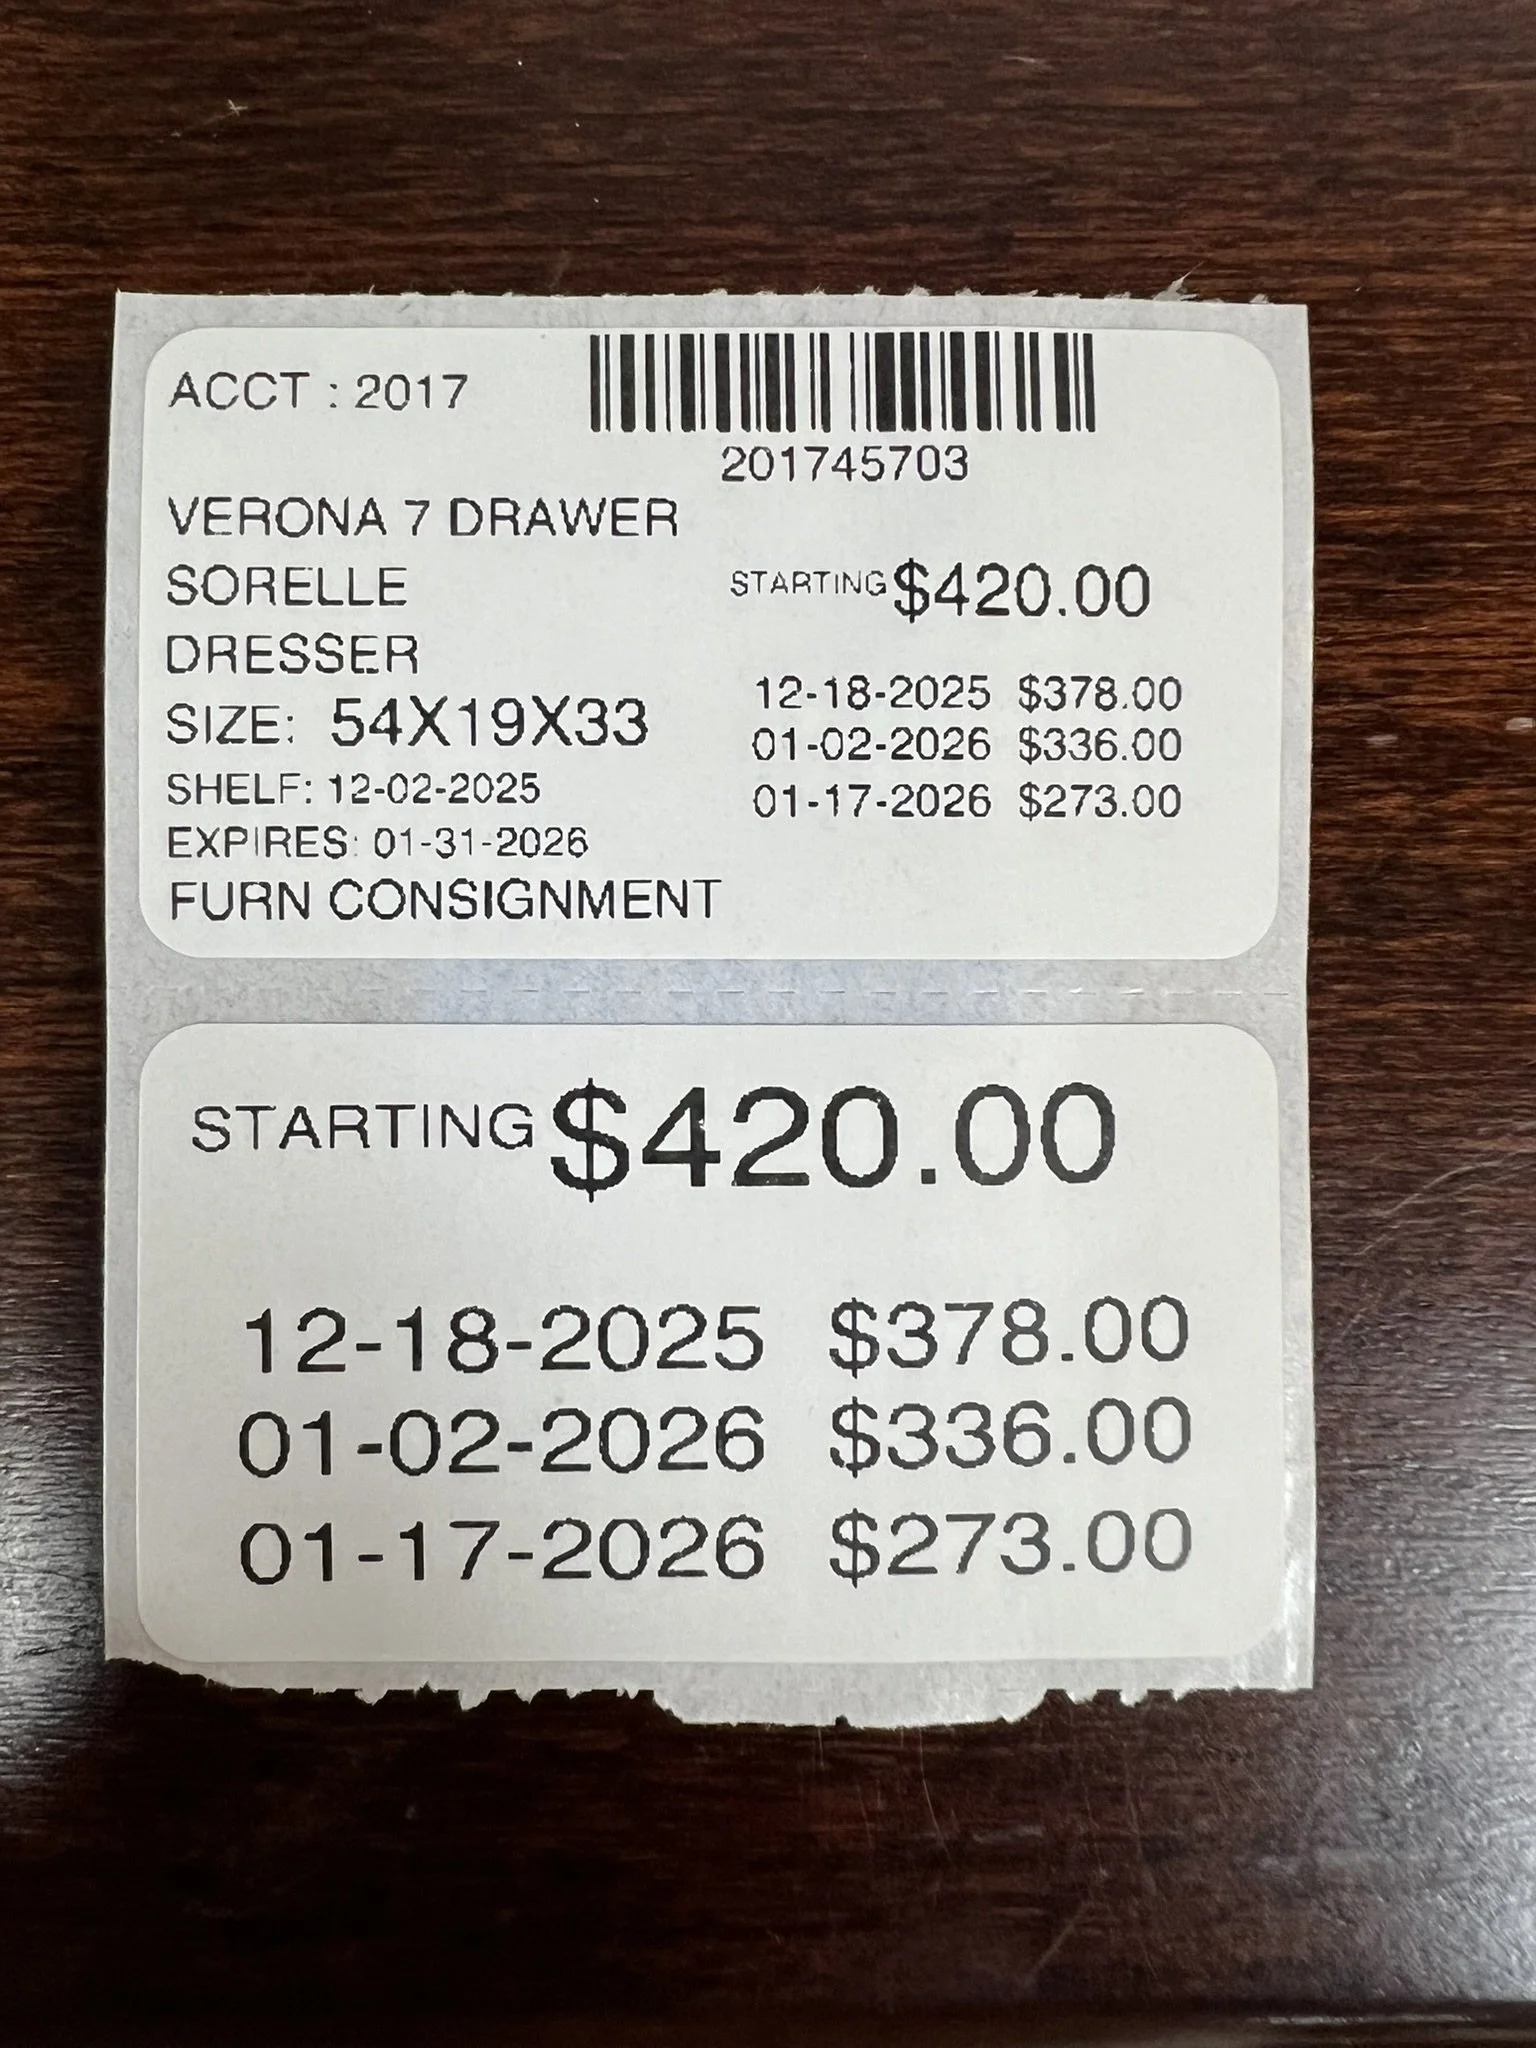 ACCT : 2017
201745703
VERONA 7 DRAWER
SORELLE
DRESSER
SIZE: 54X19X33
SHELF: 12-02-2025
EXPIRES: 01-31-2026
FURN CONSIGNMENT
STARTING $420.00
12-18-2025 $378.00
01-02-2026 $336.00
01-17-2026 $273.00
STARTING $420.00
12-18-2025 $378.00
01-02-2026 $336.00
01-17-2026 $273.00